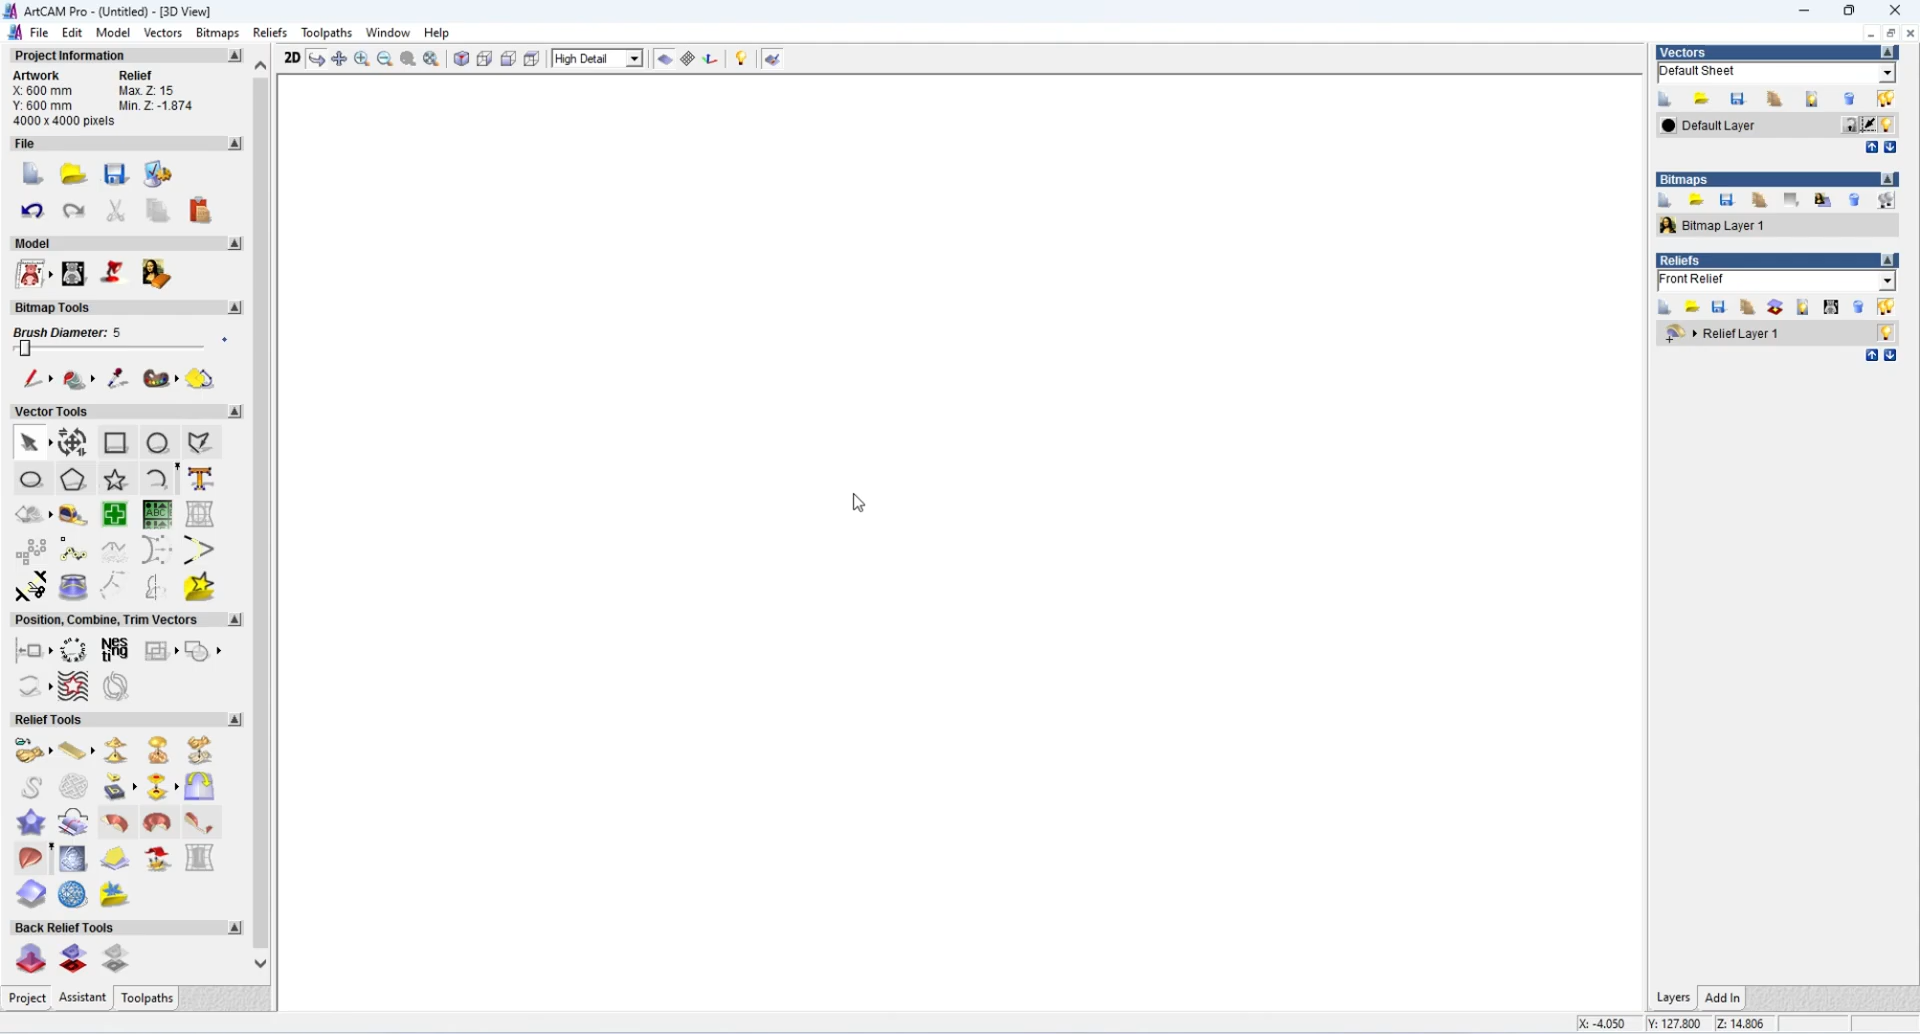 ArtCAM Pro - (Untitled) - [3D View]
File Edit Model Vectors Bitmaps Reliefs Toolpaths Window Help
Project Information
Artwork Relief
X: 600 mm Max. Z: 15
Y: 600 mm Min. Z: -1.874
4000 x 4000 pixels
File
Model
Bitmap Tools
Brush Diameter: 5
Vector Tools
T
ABC
Position, Combine, Trim Vectors
Nes
ti ng
Relief Tools
Back Relief Tools
Project Assistant Toolpaths
2D High Detail
Vectors
Default Sheet
Default Layer
Bitmaps
Bitmap Layer 1
Reliefs
Front Relief
Relief Layer 1
Layers Add In
X: -4.050 Y: 127.800 Z: 14.806